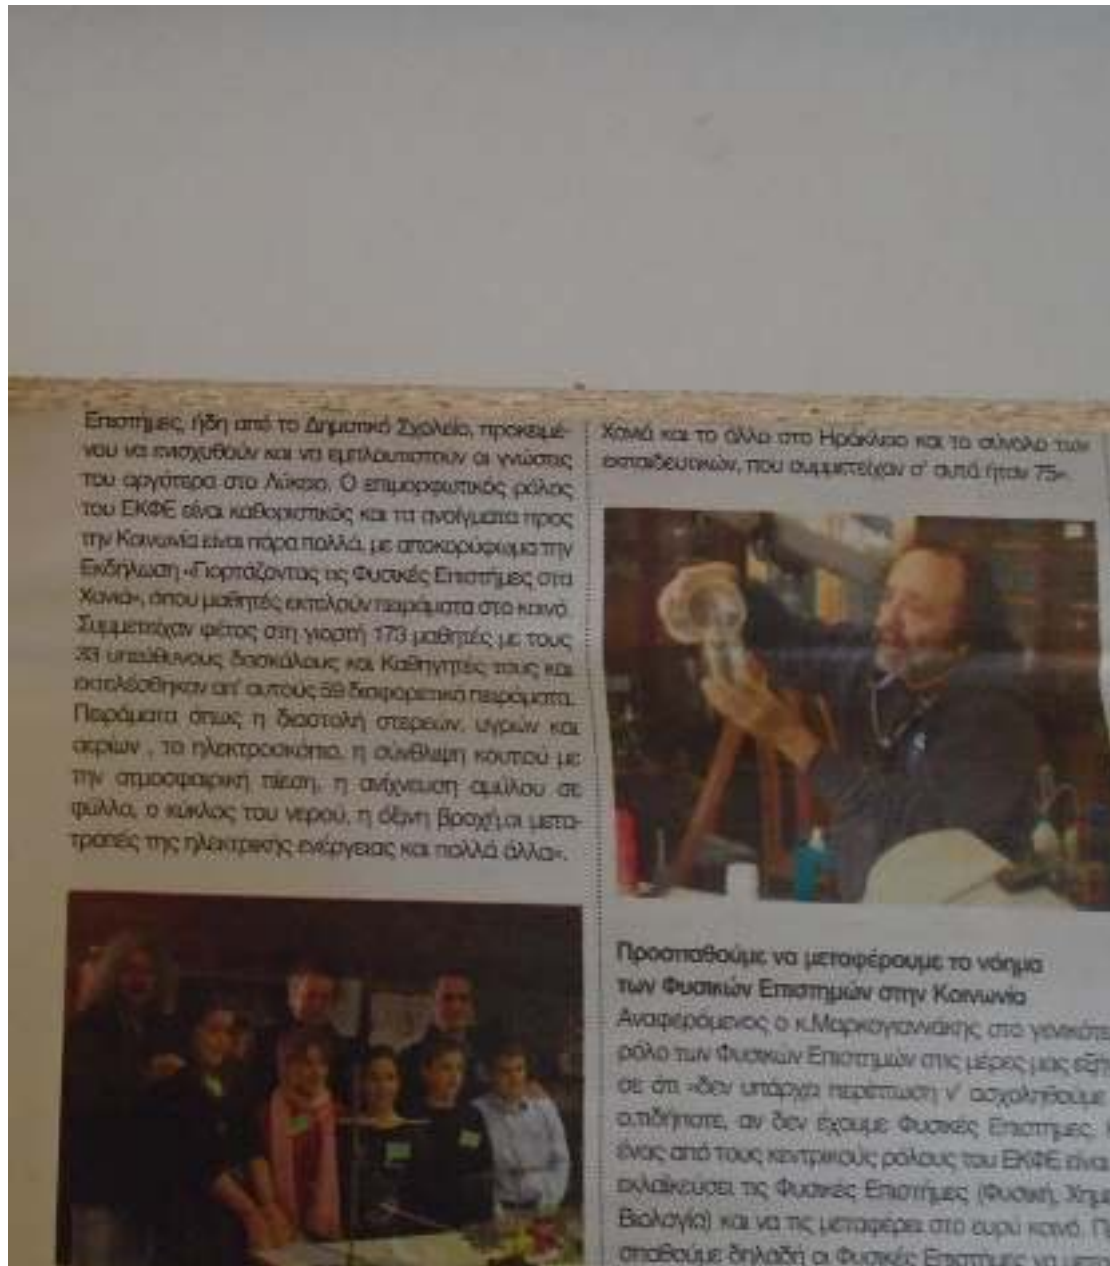 Επιστήμες, ήδη από το Δημοτικό Σχολείο, προκειμέ-
νου να ενισχυθούν και να εμπλουτιστούν οι γνώσεις
του αργότερα στο Λύκειο. Ο επιμορφωτικός ρόλος
του ΕΚΦΕ είναι καθοριστικός και τα ανοίγματα προς
την Κοινωνία είναι πάρα πολλά, με αποκορύφωμα την
Εκδήλωση «Γιορτάζοντας τις Φυσικές Επιστήμες στα
Χανιά», όπου μαθητές εκτελούν πειράματα στο κοινό.
Συμμετείχαν φέτος στη γιορτή 173 μαθητές με τους
33 υπεύθυνους δασκάλους και Καθηγητές τους και
εκτελέσθηκαν απ' αυτούς 59 διαφορετικά πειράματα.
Πειράματα όπως η διαστολή στερεών, υγρών και
αερίων , το ηλεκτροσκόπιο, η σύνθλιψη κουτιού με
την ατμοσφαιρική πίεση, η ανίχνευση αμύλου σε
φύλλα, ο κύκλος του νερού, η όξινη βροχή,οι μετα-
τροπές της ηλεκτρικής ενέργειας και πολλά άλλα».
Χανιά και το άλλο στο Ηράκλειο και το σύνολο των
εκπαιδευτικών, που συμμετείχαν σ' αυτά ήταν 75».
Προσπαθούμε να μεταφέρουμε το νόημα
των Φυσικών Επιστημών στην Κοινωνία
Αναφερόμενος ο κ.Μαρκογιαννάκης στο γενικότε
ρόλο των Φυσικών Επιστημών στις μέρες μας εξή
σε ότι «δεν υπάρχει περίπτωση ν' ασχοληθούμε
ο,τιδήποτε, αν δεν έχουμε Φυσικές Επιστήμες.
ένας από τους κεντρικούς ρόλους του ΕΚΦΕ είναι
εκλαϊκεύσει τις Φυσικές Επιστήμες (Φυσική, Χημε
Βιολογία) και να τις μεταφέρει στο ευρύ κοινό. Πρ
σπαθούμε δηλαδή οι Φυσικές Επιστήμες να